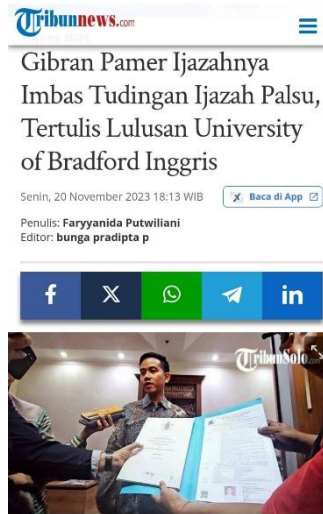 Tribunnews.com
Gibran Pamer Ijazahnya
Imbas Tudingan Ijazah Palsu,
Tertulis Lulusan University
of Bradford Inggris
Senin, 20 November 2023 18:13 WIB
Baca di App
Penulis: Faryyanida Putwiliani
Editor: bunga pradipta p
TribunSolo.com